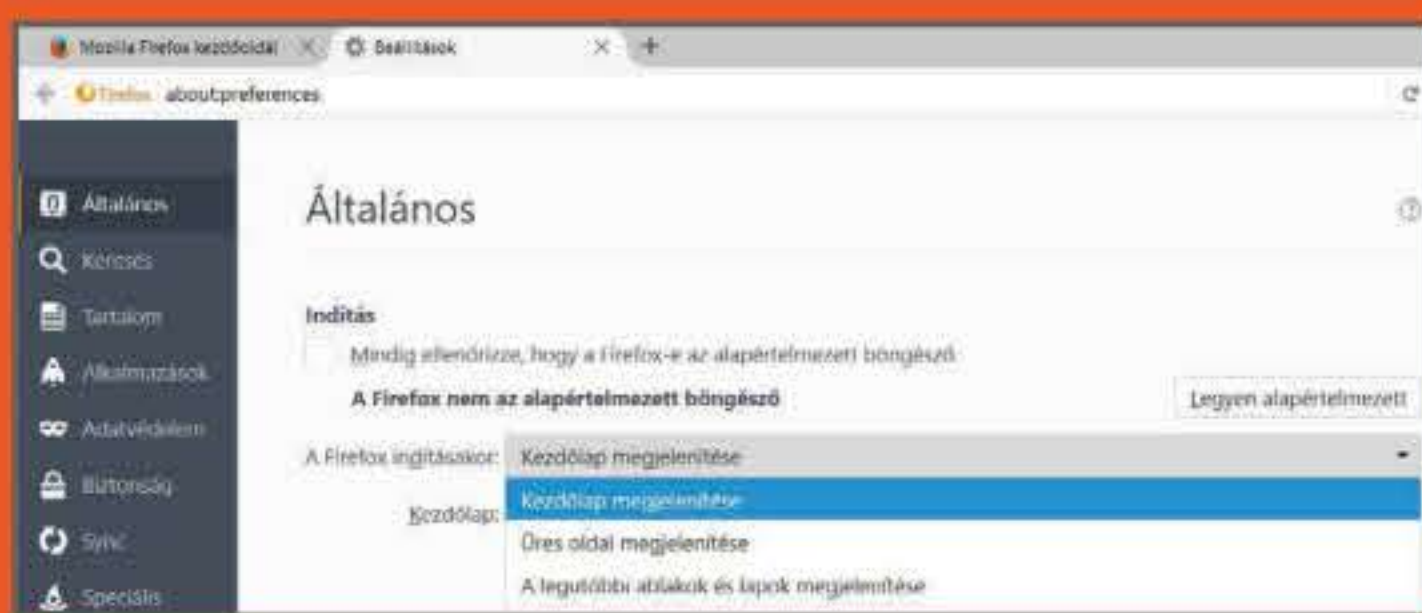 Mozilla Firefox kezdőoldal
Beállítások
Firefox about:preferences
Általános
Általános
Keresés
Tartalom
Indítás
Mindig ellenőrizze, hogy a Firefox-e az alapértelmezett böngésző
Alkalmazások
A Firefox nem az alapértelmezett böngésző
Legyen alapértelmezett
Adatvédelem
A Firefox indításakor: Kezdőlap megjelenítése
Biztonság
Kezdőlap megjelenítése
Kezdőlap:
Üres oldal megjelenítése
Sync
A legutóbbi ablakok és lapok megjelenítése
Speciális